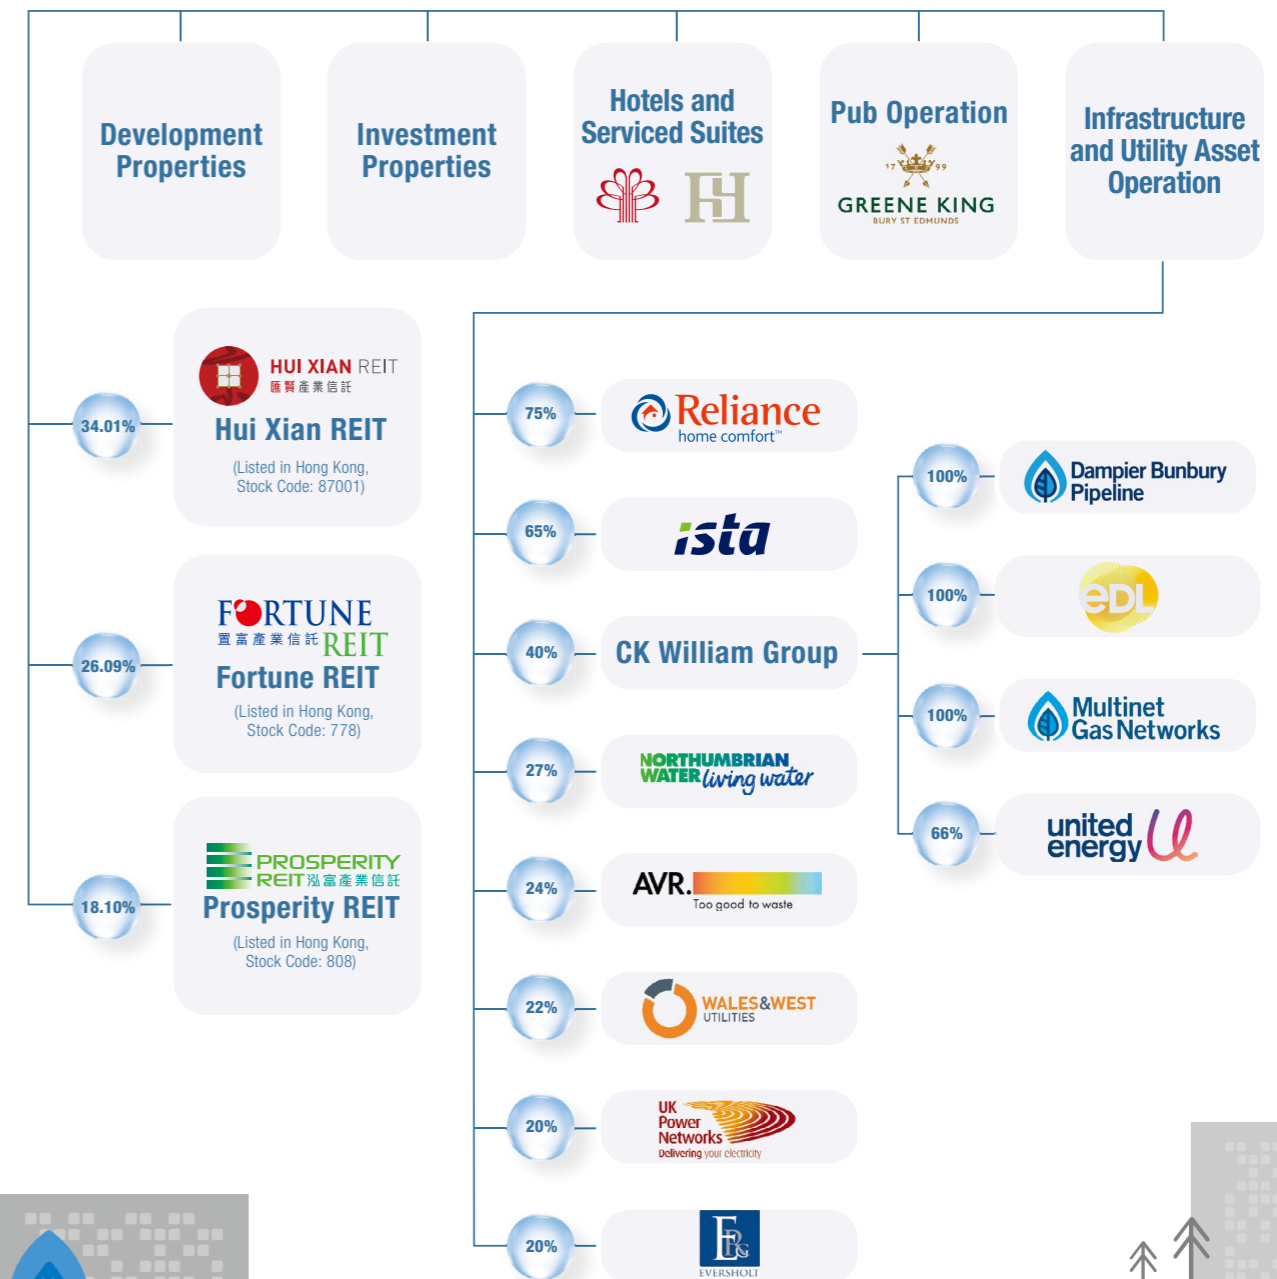 Development
Properties
Investment
Properties
Hotels and
Serviced Suites
Pub Operation
17 99
GREENE KING
BURY ST EDMUNDS
Infrastructure
and Utility Asset
Operation
34.01%
HUI XIAN REIT
匯賢產業信託
Hui Xian REIT
(Listed in Hong Kong,
Stock Code: 87001)
26.09%
FORTUNE
置富產業信託 REIT
Fortune REIT
(Listed in Hong Kong,
Stock Code: 778)
18.10%
PROSPERITY
REIT 泓富產業信託
Prosperity REIT
(Listed in Hong Kong,
Stock Code: 808)
75%
Reliance
home comfort™
65%
ista
40%
CK William Group
27%
NORTHUMBRIAN
WATER living water
24%
AVR.
Too good to waste
22%
WALES&WEST
UTILITIES
20%
UK
Power
Networks
Delivering your electricity
20%
ERG
EVERSHOLT
100%
Dampier Bunbury
Pipeline
100%
eDL
100%
Multinet
Gas Networks
66%
united
energy